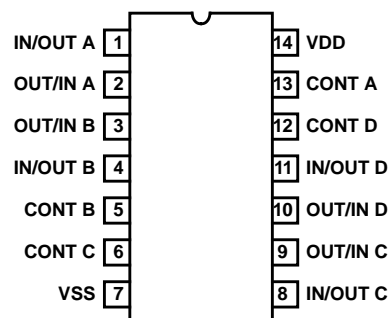 IN/OUT A 1 14 VDD
OUT/IN A 2 13 CONT A
OUT/IN B 3 12 CONT D
IN/OUT B 4 11 IN/OUT D
CONT B 5 10 OUT/IN D
CONT C 6 9 OUT/IN C
VSS 7 8 IN/OUT C